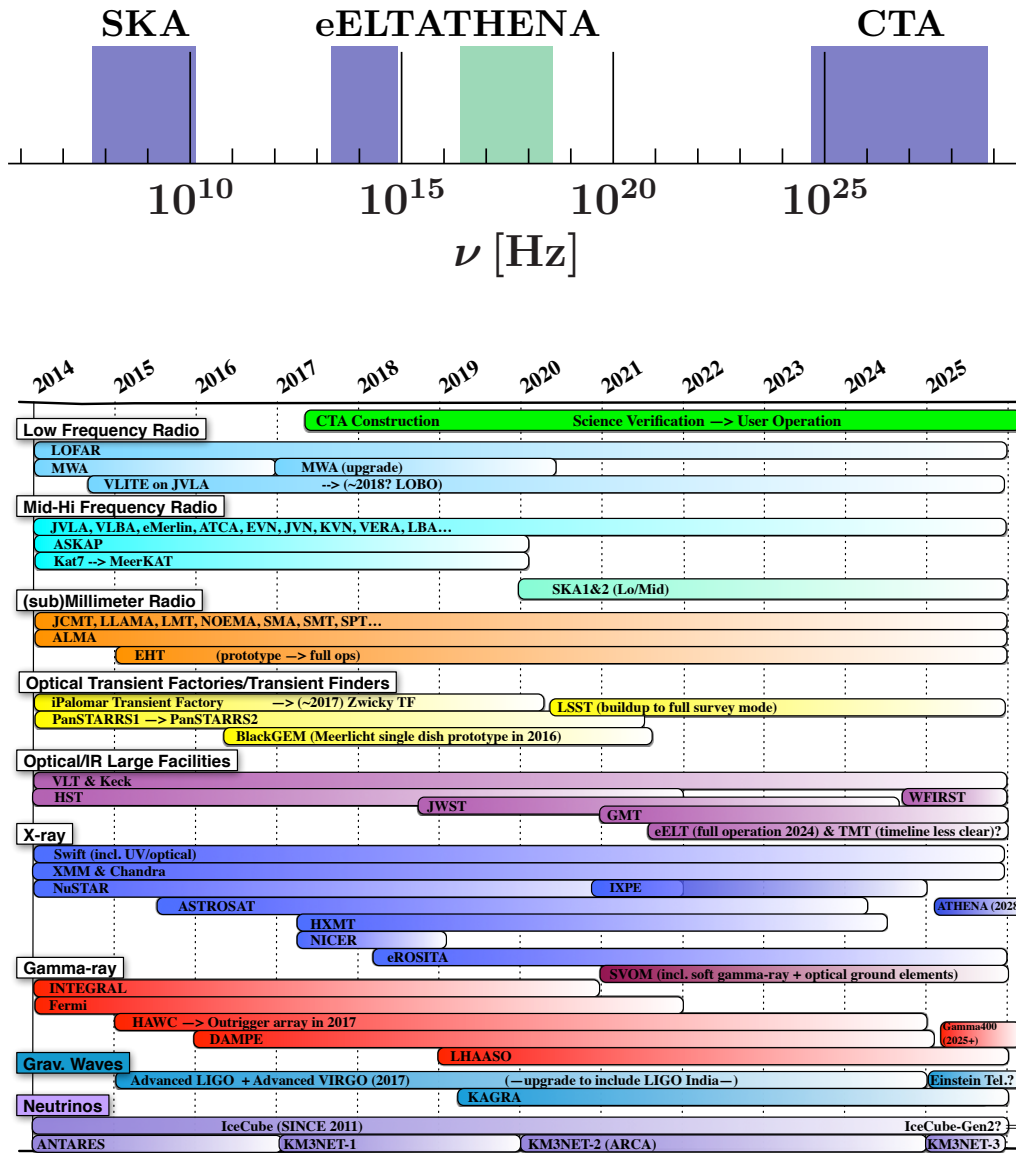 SKA eELTATHENA CTA
10^10 10^15 10^20 10^25
ν [Hz]
2014 2015 2016 2017 2018 2019 2020 2021 2022 2023 2024 2025
CTA Construction Science Verification —> User Operation
Low Frequency Radio
LOFAR
MWA MWA (upgrade)
VLITE on JVLA --> (~2018? LOBO)
Mid-Hi Frequency Radio
JVLA, VLBA, eMerlin, ATCA, EVN, JVN, KVN, VERA, LBA…
ASKAP
Kat7 --> MeerKAT
SKA1&2 (Lo/Mid)
(sub)Millimeter Radio
JCMT, LLAMA, LMT, NOEMA, SMA, SMT, SPT…
ALMA
EHT (prototype —> full ops)
Optical Transient Factories/Transient Finders
iPalomar Transient Factory —> (~2017) Zwicky TF
LSST (buildup to full survey mode)
PanSTARRS1 —> PanSTARRS2
BlackGEM (Meerlicht single dish prototype in 2016)
Optical/IR Large Facilities
VLT & Keck
HST
WFIRST
JWST
GMT
eELT (full operation 2024) & TMT (timeline less clear)?
X-ray
Swift (incl. UV/optical)
XMM & Chandra
NuSTAR IXPE
ASTROSAT ATHENA (2028
HXMT
NICER
eROSITA
SVOM (incl. soft gamma-ray + optical ground elements)
Gamma-ray
INTEGRAL
Fermi
HAWC —> Outrigger array in 2017
Gamma400
(2025+)
DAMPE
LHAASO
Grav. Waves
Advanced LIGO + Advanced VIRGO (2017) (—upgrade to include LIGO India—) Einstein Tel.?
KAGRA
Neutrinos
IceCube (SINCE 2011) IceCube-Gen2?
ANTARES KM3NET-1 KM3NET-2 (ARCA) KM3NET-3